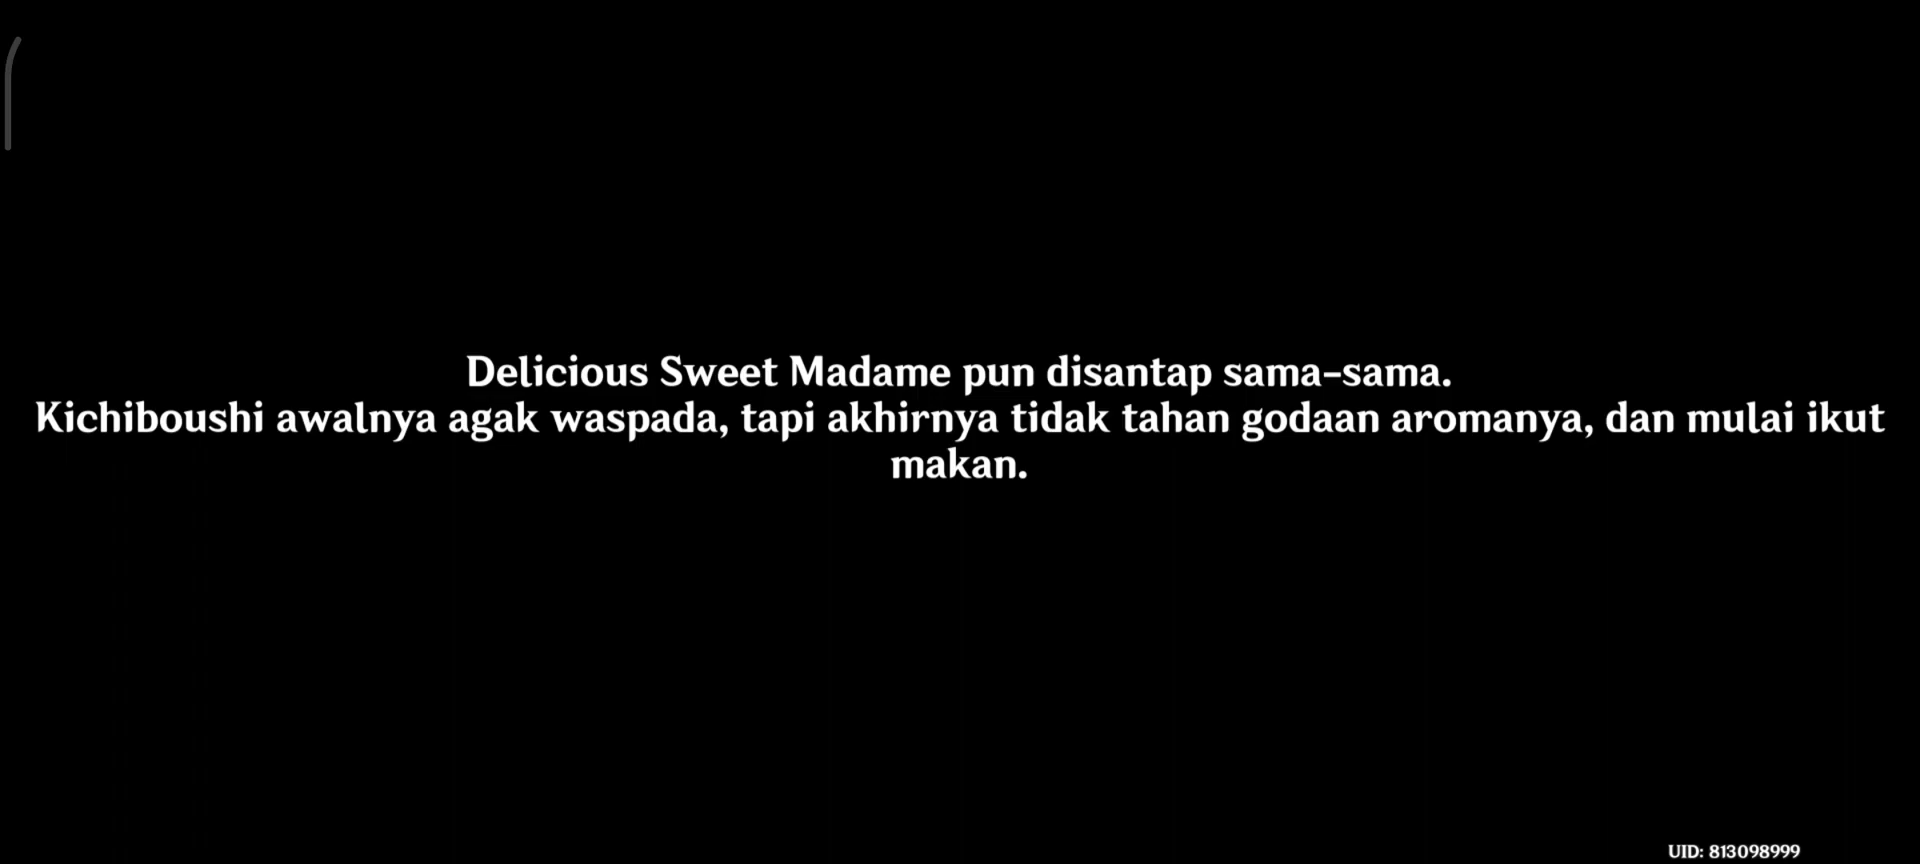 Delicious Sweet Madame pun disantap sama-sama.
Kichiboushi awalnya agak waspada, tapi akhirnya tidak tahan godaan aromanya, dan mulai ikut
makan.
UID: 813098999